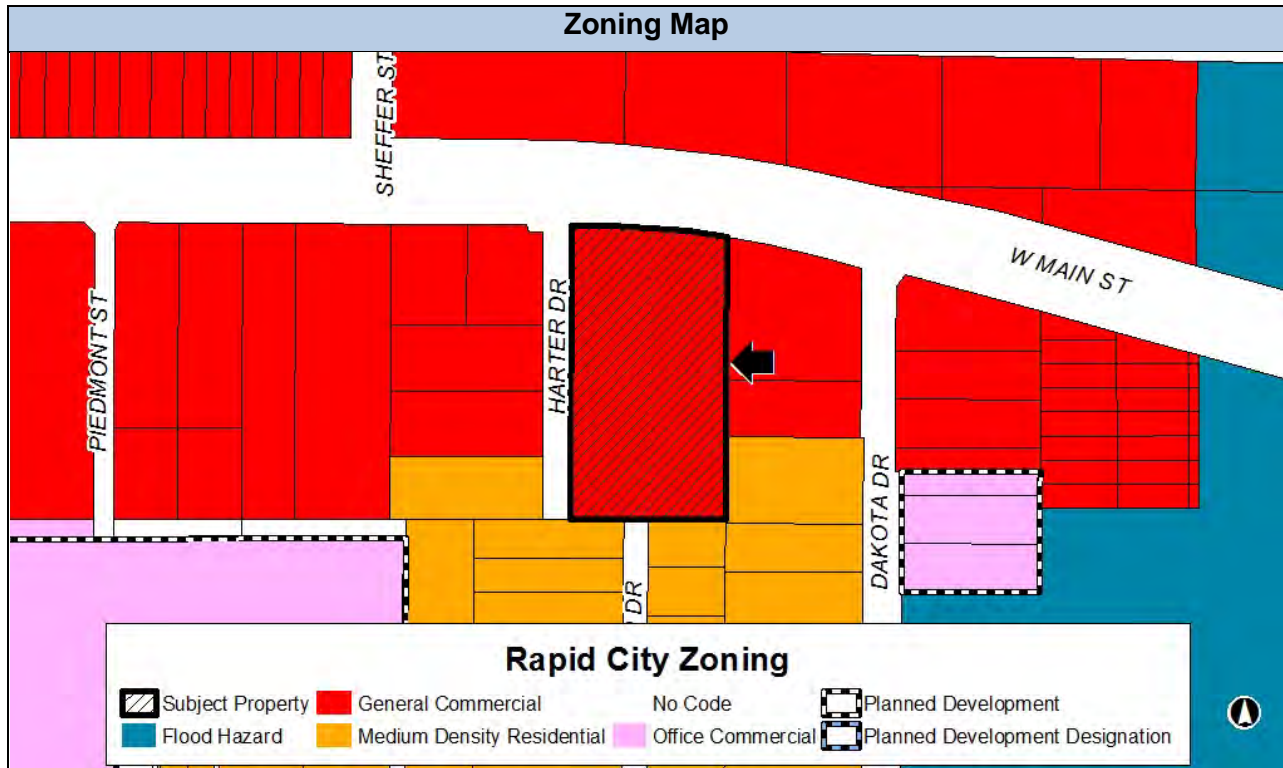 Zoning Map
SHEFFER ST
W MAIN ST
PIEDMONT ST
HARTER DR
DAKOTA DR
DR
Rapid City Zoning
Subject Property General Commercial No Code Planned Development
Flood Hazard Medium Density Residential Office Commercial Planned Development Designation